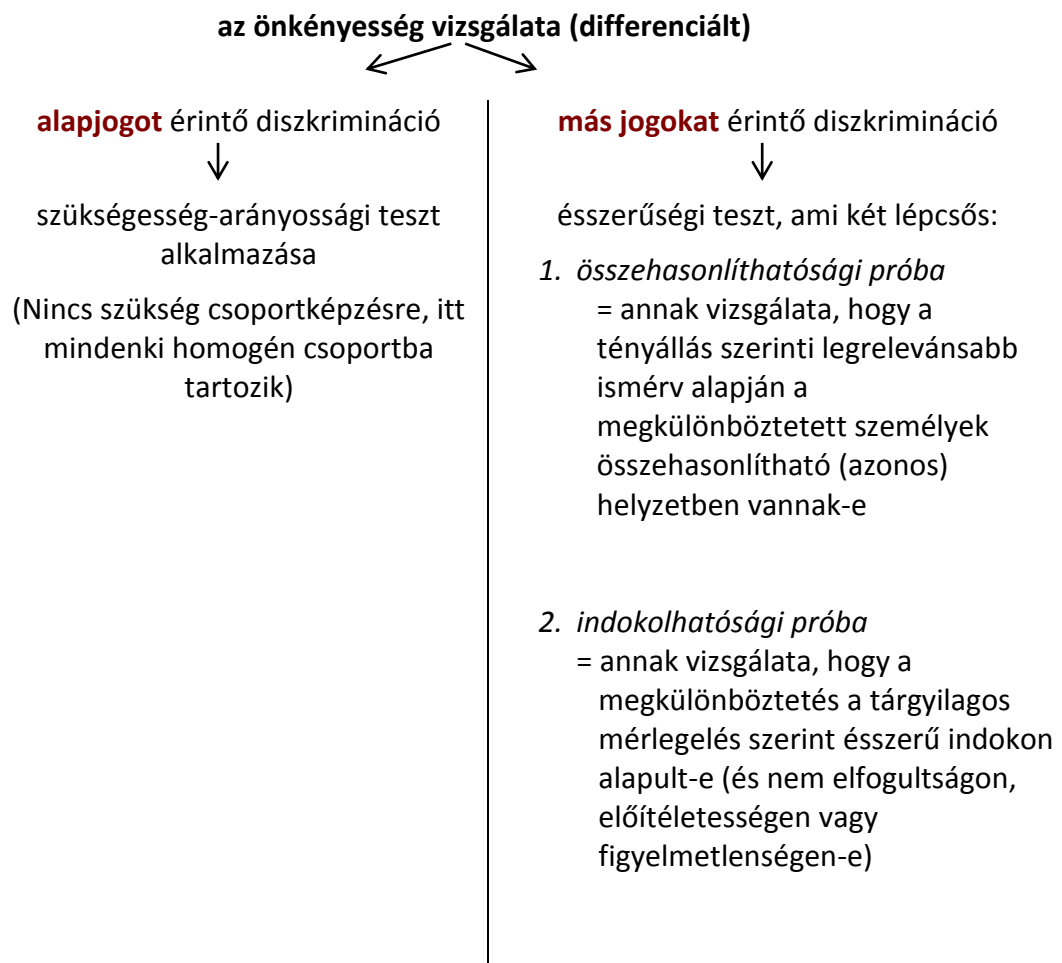 az önkényesség vizsgálata (differenciált)
alapjogot érintő diszkrimináció
szükségesség-arányossági teszt
alkalmazása
(Nincs szükség csoportképzésre, itt
mindenki homogén csoportba
tartozik)
más jogokat érintő diszkrimináció
ésszerűségi teszt, ami két lépcsős:
1. összehasonlíthatósági próba
= annak vizsgálata, hogy a
tényállás szerinti legrelevánsabb
ismérv alapján a
megkülönböztetett személyek
összehasonlítható (azonos)
helyzetben vannak-e
2. indokolhatósági próba
= annak vizsgálata, hogy a
megkülönböztetés a tárgyilagos
mérlegelés szerint ésszerű indokon
alapult-e (és nem elfogultságon,
előítéletességen vagy
figyelmetlenségen-e)